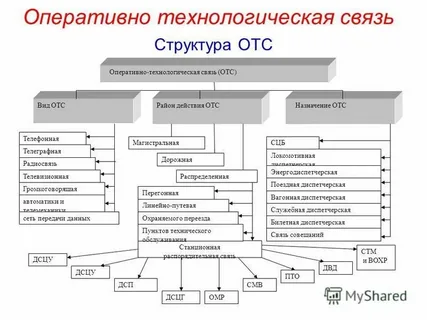 Оперативно технологическая связь
Структура ОТС
Оперативно-технологическая связь (ОТС)
Вид ОТС
Район действия ОТС
Назначение ОТС
Телефонная
Телеграфная
Радиосвязь
Телевизионная
Громкоговорящая
автоматики и
телемеханики
сеть передачи данных
Магистральная
Дорожная
Распределенная
Перегонная
Линейно-путевая
Охраняемого переезда
Пунктов технического
обслуживания
Станционная
распорядительная связь
СЦБ
Локомотивная
диспетчерская
Энергодиспетчерская
Поездная диспетчерская
Вагонная диспетчерская
Служебная диспетчерская
Билетная диспетчерская
Связь совещаний
ДСЦУ
ДСЦУ
ДСП
ДСЦГ
ОМР
СМВ
ПТО
ДВД
СТМ
и ВОХР
MyShared